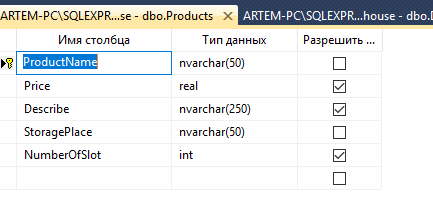 ARTEM-PC\SQLEXPR...se - dbo.Products ARTEM-PC\SQLEXPR...house - dbo.D
Имя столбца Тип данных Разрешить ...
ProductName nvarchar(50)
Price real
Describe nvarchar(250)
StoragePlace nvarchar(50)
NumberOfSlot int